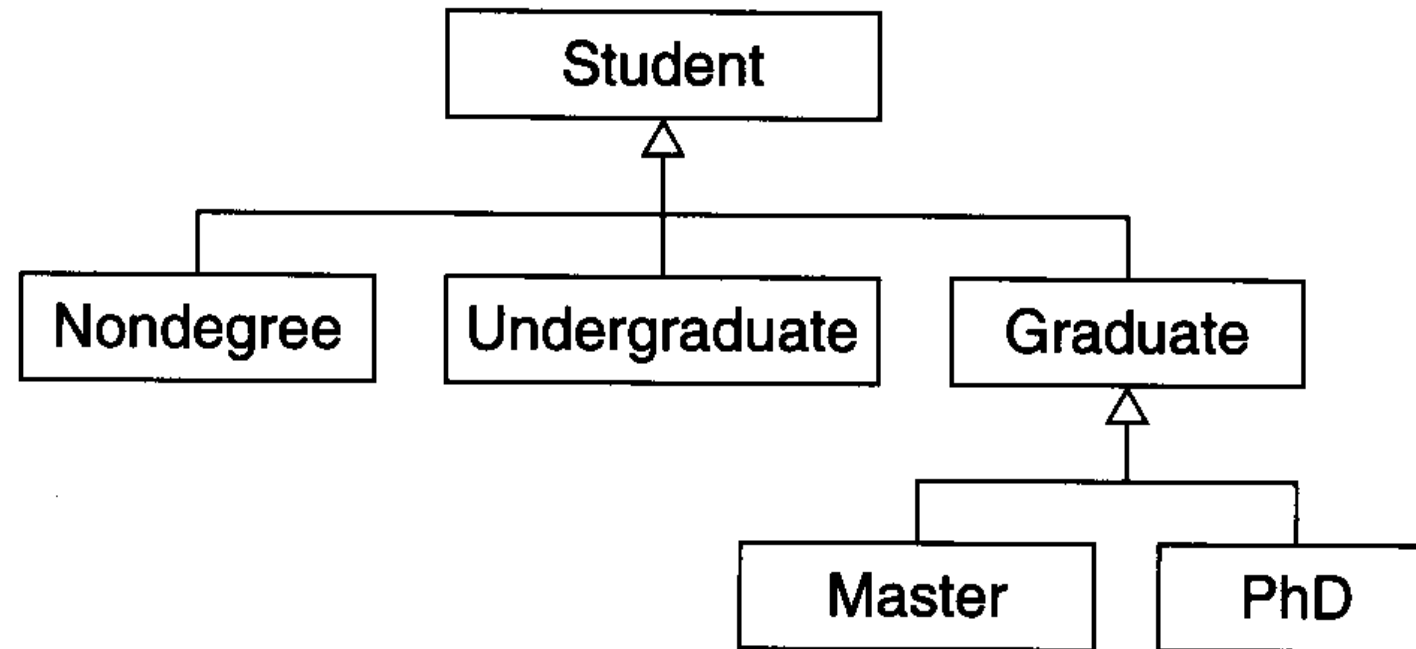 Student
Nondegree
Undergraduate
Graduate
Master
PhD